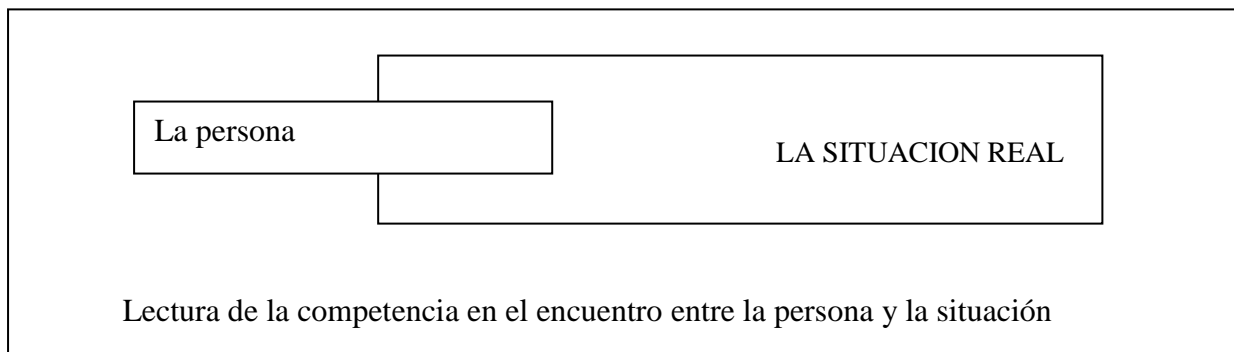 La persona
LA SITUACION REAL
Lectura de la competencia en el encuentro entre la persona y la situación